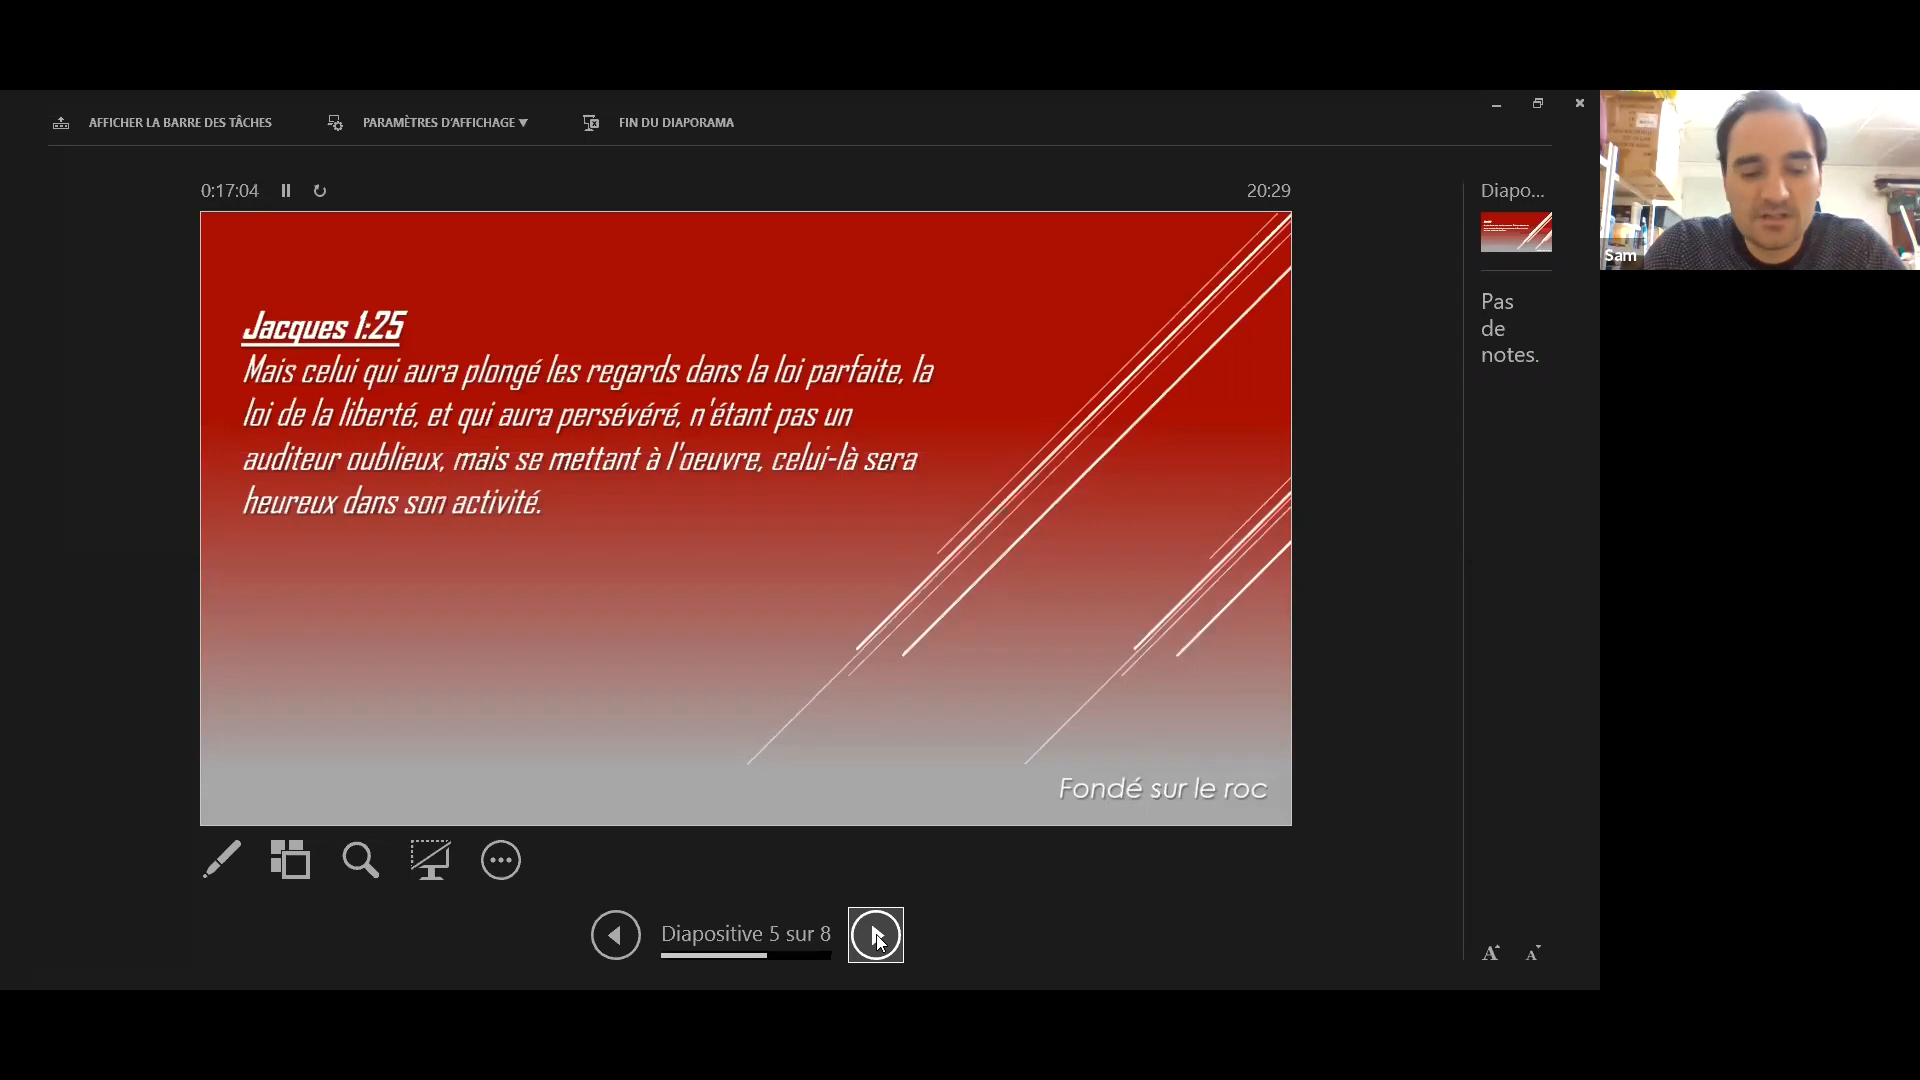 AFFICHER LA BARRE DES TÂCHES
PARAMÈTRES D'AFFICHAGE
FIN DU DIAPORAMA
0:17:04
20:29
Diapo...
Jacques 1:25
Mais celui qui aura plongé les regards dans la loi parfaite, la
loi de la liberté, et qui aura persévéré, n'étant pas un
auditeur oublieux, mais se mettant à l'oeuvre, celui-là sera
heureux dans son activité.
Fondé sur le roc
Pas
de
notes.
Sam
Diapositive 5 sur 8
A A